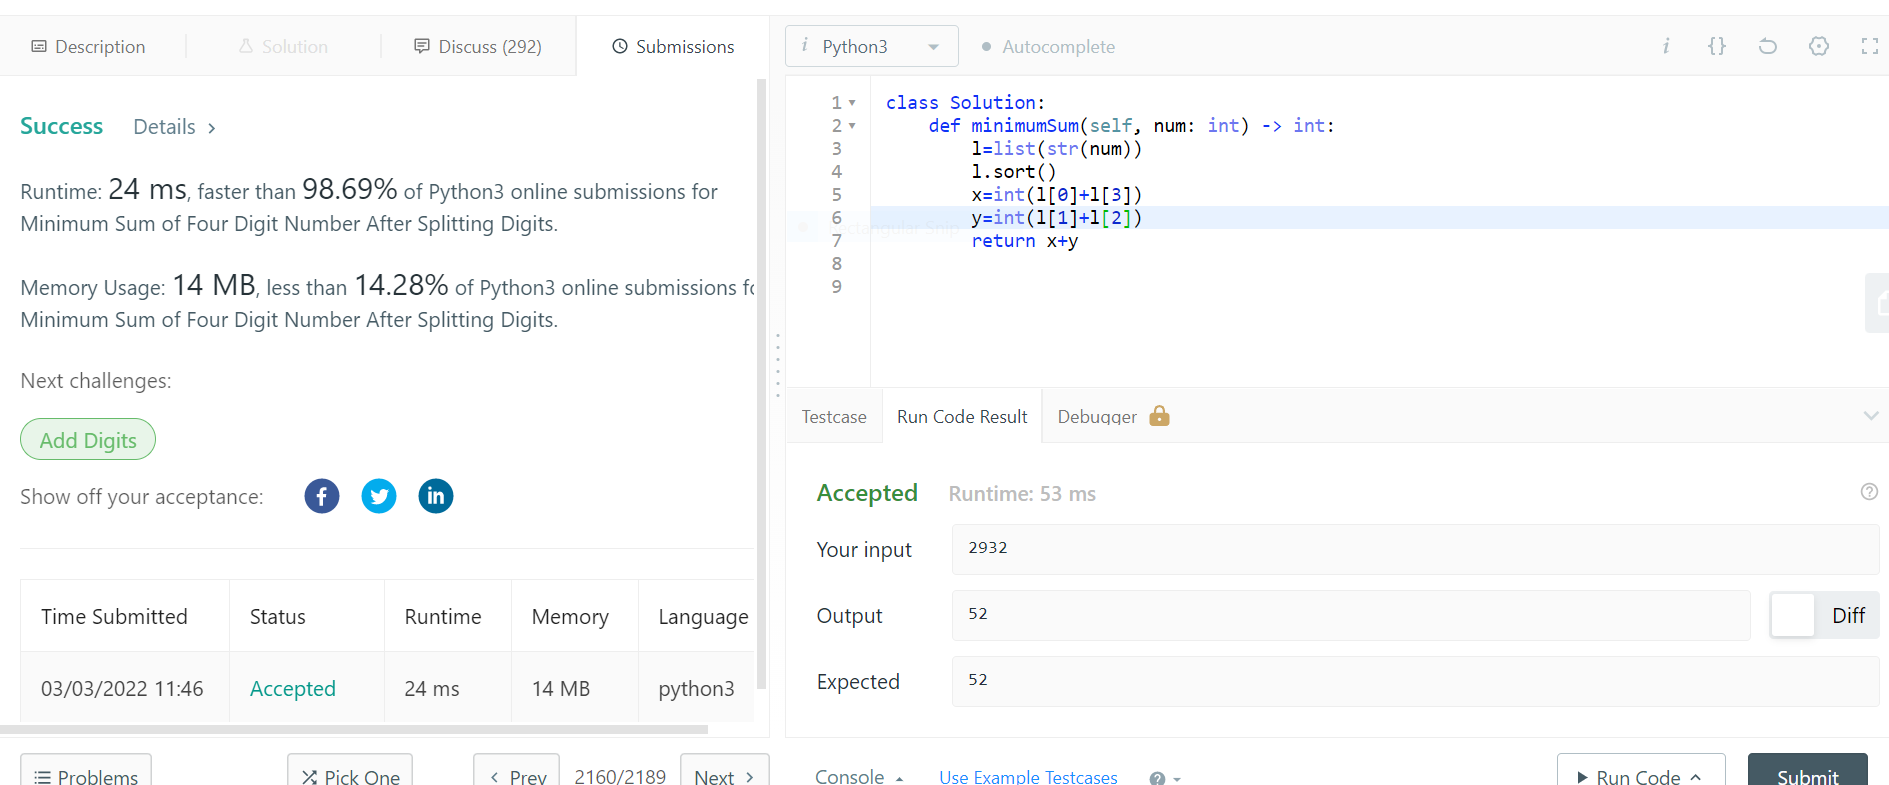 Description
Solution
Discuss (292)
Submissions
Success
Details >
Runtime: 24 ms, faster than 98.69% of Python3 online submissions for
Minimum Sum of Four Digit Number After Splitting Digits.
Memory Usage: 14 MB, less than 14.28% of Python3 online submissions fo
Minimum Sum of Four Digit Number After Splitting Digits.
Next challenges:
Add Digits
Show off your acceptance:
Time Submitted Status Runtime Memory Language
03/03/2022 11:46 Accepted 24 ms 14 MB python3
Problems
Pick One
< Prev
2160/2189
Next >
i Python3
Autocomplete
i {}
1 class Solution:
2 def minimumSum(self, num: int) -> int:
3 l=list(str(num))
4 l.sort()
5 x=int(l[0]+l[3])
6 y=int(l[1]+l[2])
Rectangular Snip
7 return x+y
8
9
Testcase
Run Code Result
Debugger
Accepted Runtime: 53 ms
?
Your input 2932
Output 52
Diff
Expected 52
Console
Use Example Testcases
?
Run Code
Submit